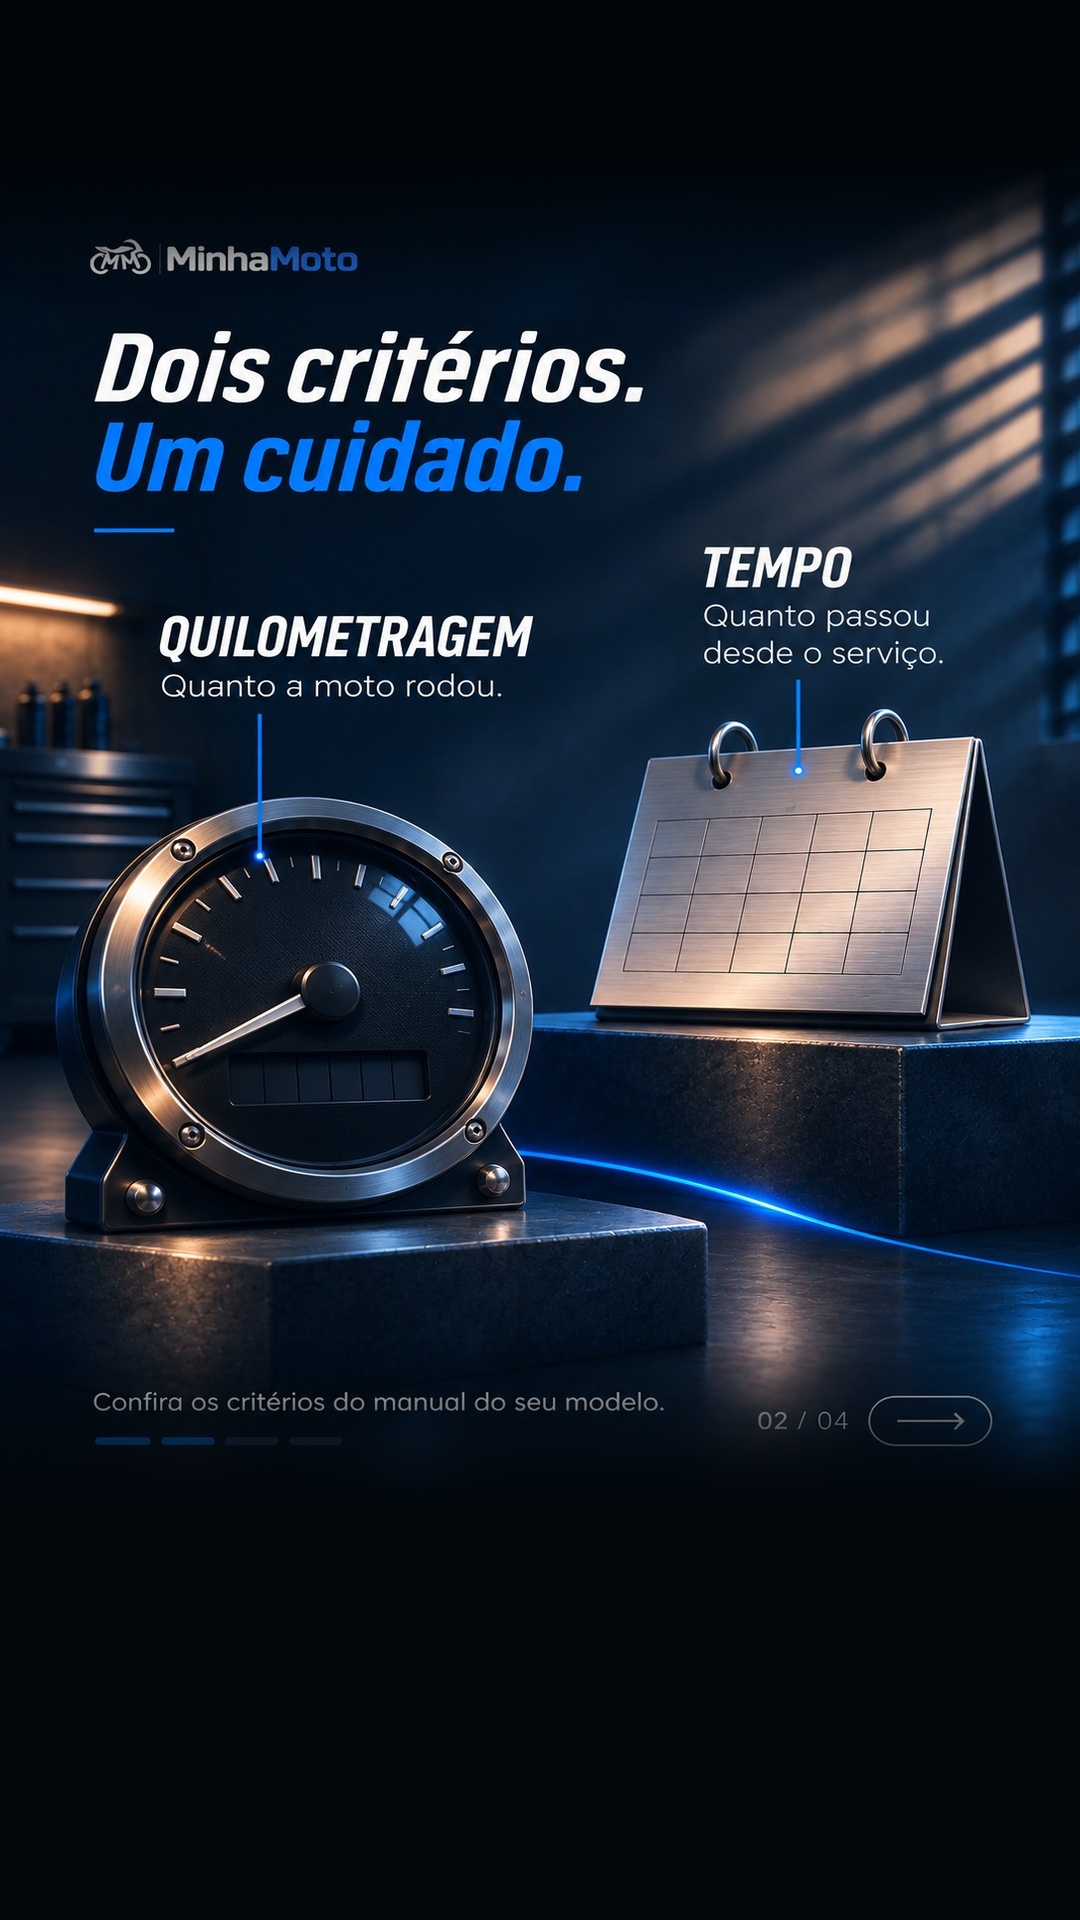 MM MinhaMoto
Dois critérios.
Um cuidado.
TEMPO
Quanto passou
desde o serviço.
QUILOMETRAGEM
Quanto a moto rodou.
Confira os critérios do manual do seu modelo.
02 / 04